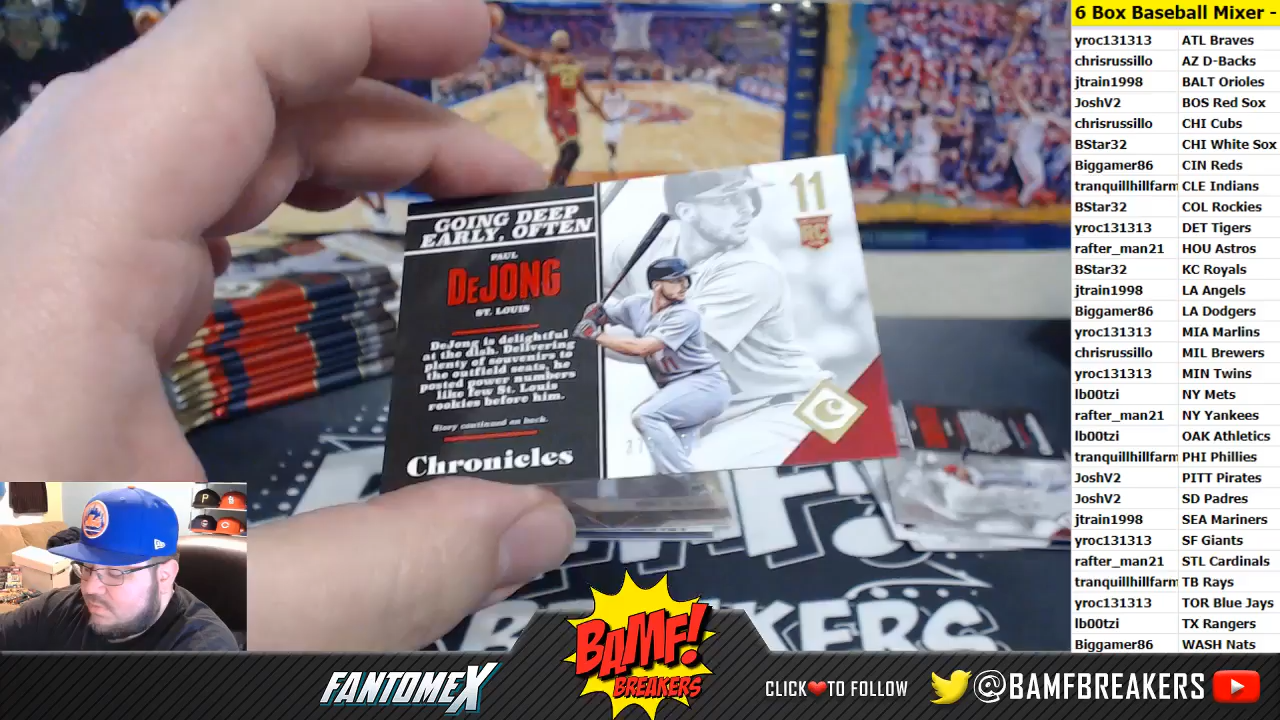 GOING DEEP
EARLY, OFTEN
PAUL
DEJONG
ST. LOUIS
DeJong is delightful
at the dish. Delivering
plenty of souvenirs to
the outfield seats, he
posted power numbers
like few St. Louis
rookies before him.
Story continued on back.
Chronicles
11
RC
6 Box Baseball Mixer -
yroc131313 ATL Braves
chrisrussillo AZ D-Backs
jtrain1998 BALT Orioles
JoshV2 BOS Red Sox
chrisrussillo CHI Cubs
BStar32 CHI White Sox
Biggamer86 CIN Reds
tranquillhillfarm CLE Indians
BStar32 COL Rockies
yroc131313 DET Tigers
rafter_man21 HOU Astros
BStar32 KC Royals
jtrain1998 LA Angels
Biggamer86 LA Dodgers
yroc131313 MIA Marlins
chrisrussillo MIL Brewers
yroc131313 MIN Twins
lb00tzi NY Mets
rafter_man21 NY Yankees
lb00tzi OAK Athletics
tranquillhillfarm PHI Phillies
JoshV2 PITT Pirates
JoshV2 SD Padres
jtrain1998 SEA Mariners
yroc131313 SF Giants
rafter_man21 STL Cardinals
tranquillhillfarm TB Rays
yroc131313 TOR Blue Jays
lb00tzi TX Rangers
Biggamer86 WASH Nats
FANTOMEX
BAMF!
BREAKERS
CLICK TO FOLLOW
@BAMFBREAKERS